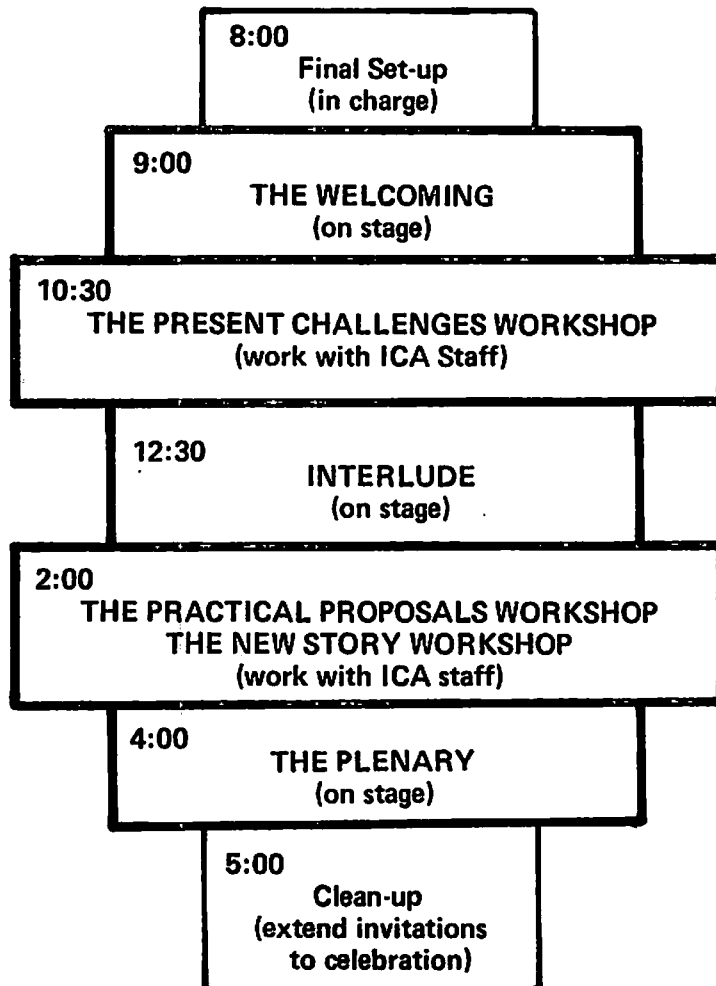 8:00
Final Set-up
(in charge)
9:00
THE WELCOMING
(on stage)
10:30
THE PRESENT CHALLENGES WORKSHOP
(work with ICA Staff)
12:30
INTERLUDE
(on stage)
2:00
THE PRACTICAL PROPOSALS WORKSHOP
THE NEW STORY WORKSHOP
(work with ICA staff)
4:00
THE PLENARY
(on stage)
5:00
Clean-up
(extend invitations
to celebration)